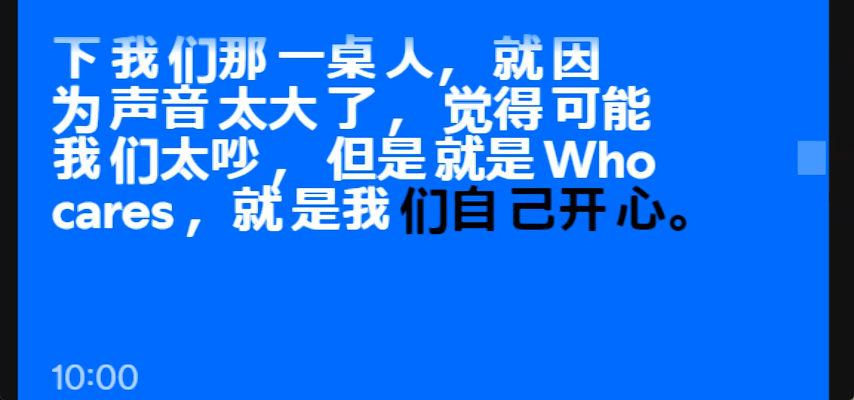 下我们那一桌人，就因
为声音太大了，觉得可能
我们太吵，但是就是 Who
cares，就是我们自己开心。
10:00